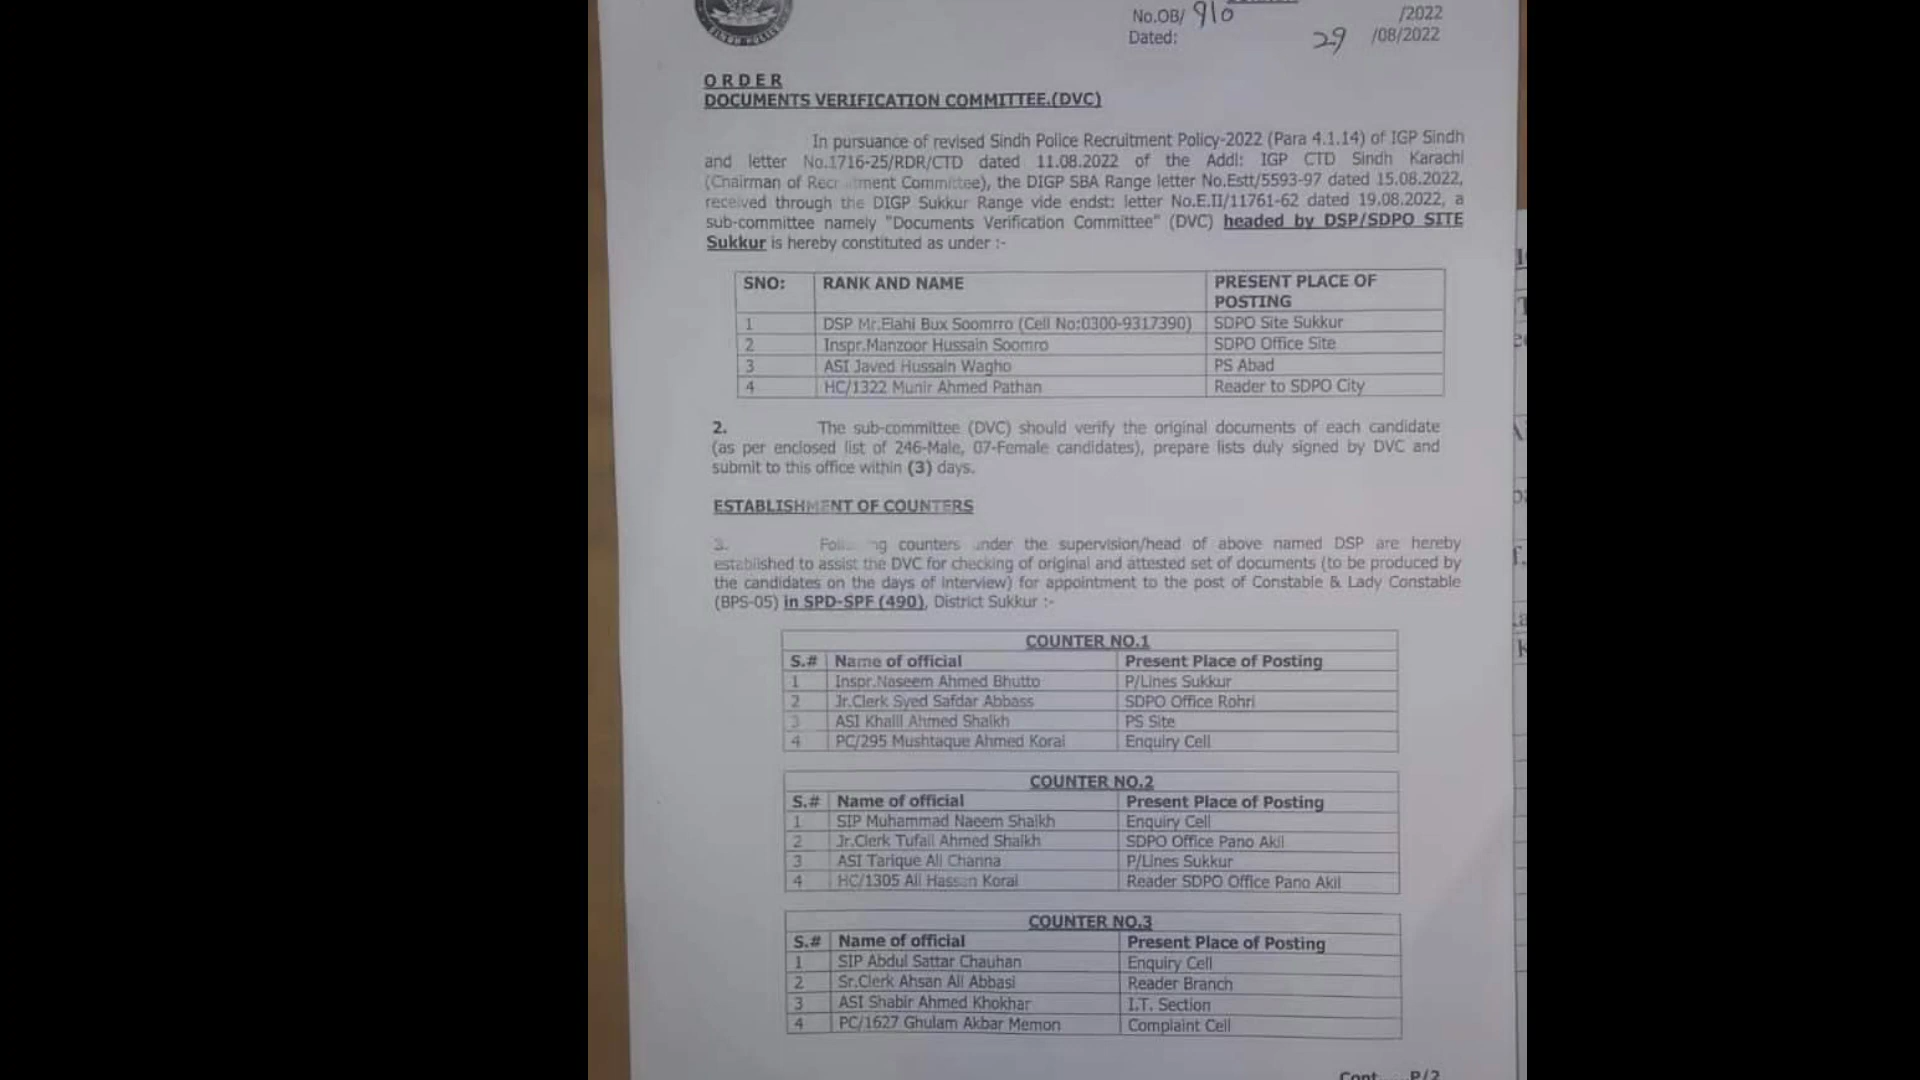 SINDH POLICE
No.OB/ 910 /2022
Dated: 29 /08/2022
ORDER
DOCUMENTS VERIFICATION COMMITTEE.(DVC)
In pursuance of revised Sindh Police Recruitment Policy-2022 (Para 4.1.14) of IGP Sindh
and letter No.1716-25/RDR/CTD dated 11.08.2022 of the Addl: IGP CTD Sindh Karachi
(Chairman of Recruitment Committee), the DIGP SBA Range letter No.Estt/5593-97 dated 15.08.2022,
received through the DIGP Sukkur Range vide endst: letter No.E.II/11761-62 dated 19.08.2022, a
sub-committee namely "Documents Verification Committee" (DVC) headed by DSP/SDPO SITE
Sukkur is hereby constituted as under :-
SNO: RANK AND NAME PRESENT PLACE OF
POSTING
1 DSP Mr.Elahi Bux Soomrro (Cell No:0300-9317390) SDPO Site Sukkur
2 Inspr.Manzoor Hussain Soomro SDPO Office Site
3 ASI Javed Hussain Wagho PS Abad
4 HC/1322 Munir Ahmed Pathan Reader to SDPO City
2. The sub-committee (DVC) should verify the original documents of each candidate
(as per enclosed list of 246-Male, 07-Female candidates), prepare lists duly signed by DVC and
submit to this office within (3) days.
ESTABLISHMENT OF COUNTERS
3. Following counters under the supervision/head of above named DSP are hereby
established to assist the DVC for checking of original and attested set of documents (to be produced by
the candidates on the days of interview) for appointment to the post of Constable & Lady Constable
(BPS-05) in SPD-SPF (490), District Sukkur :-
COUNTER NO.1
S.# Name of official Present Place of Posting
1 Inspr.Naseem Ahmed Bhutto P/Lines Sukkur
2 Jr.Clerk Syed Safdar Abbass SDPO Office Rohri
3 ASI Khalil Ahmed Shaikh PS Site
4 PC/295 Mushtaque Ahmed Korai Enquiry Cell
COUNTER NO.2
S.# Name of official Present Place of Posting
1 SIP Muhammad Naeem Shaikh Enquiry Cell
2 Jr.Clerk Tufail Ahmed Shaikh SDPO Office Pano Akil
3 ASI Tarique Ali Channa P/Lines Sukkur
4 HC/1305 Ali Hassan Korai Reader SDPO Office Pano Akil
COUNTER NO.3
S.# Name of official Present Place of Posting
1 SIP Abdul Sattar Chauhan Enquiry Cell
2 Sr.Clerk Ahsan Ali Abbasi Reader Branch
3 ASI Shabir Ahmed Khokhar I.T. Section
4 PC/1627 Ghulam Akbar Memon Complaint Cell
Cont.....P/2